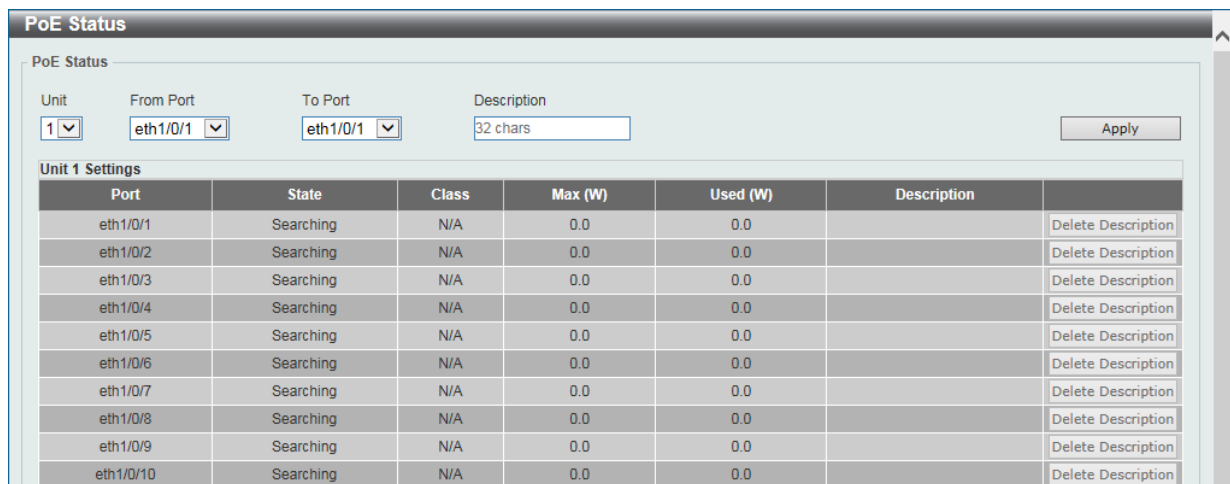 PoE Status
PoE Status
Unit From Port To Port Description
1 eth1/0/1 eth1/0/1 32 chars Apply
Unit 1 Settings
Port State Class Max (W) Used (W) Description
eth1/0/1 Searching N/A 0.0 0.0 Delete Description
eth1/0/2 Searching N/A 0.0 0.0 Delete Description
eth1/0/3 Searching N/A 0.0 0.0 Delete Description
eth1/0/4 Searching N/A 0.0 0.0 Delete Description
eth1/0/5 Searching N/A 0.0 0.0 Delete Description
eth1/0/6 Searching N/A 0.0 0.0 Delete Description
eth1/0/7 Searching N/A 0.0 0.0 Delete Description
eth1/0/8 Searching N/A 0.0 0.0 Delete Description
eth1/0/9 Searching N/A 0.0 0.0 Delete Description
eth1/0/10 Searching N/A 0.0 0.0 Delete Description